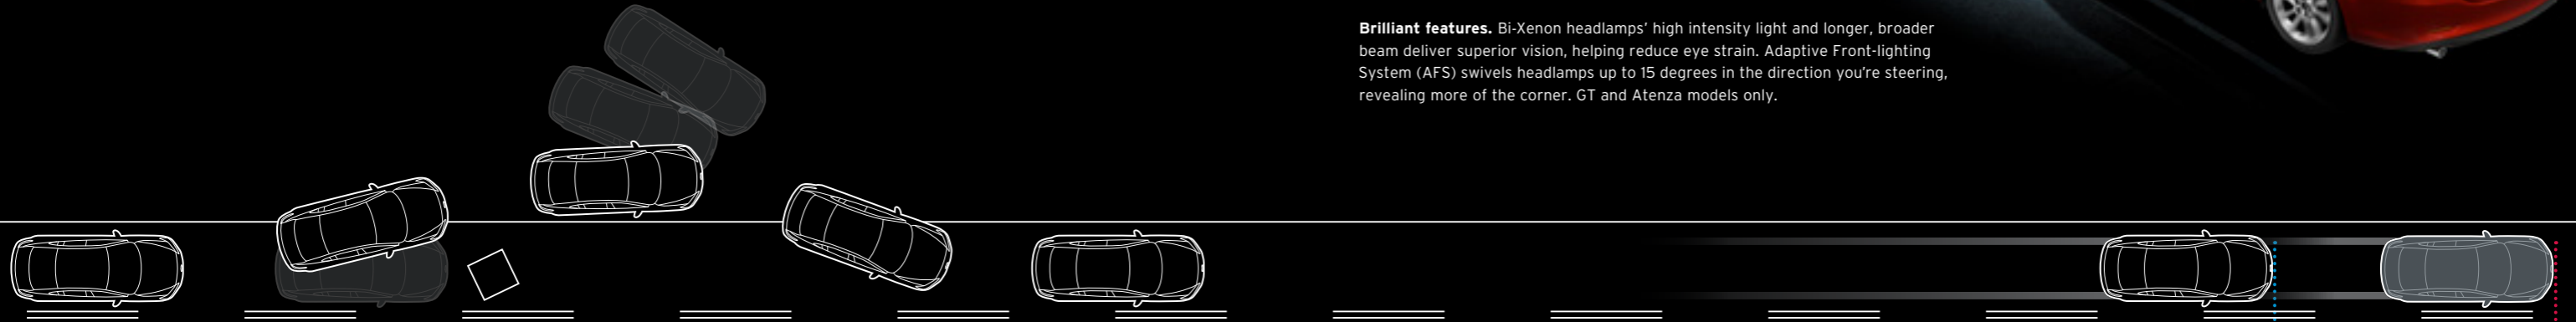 Brilliant features. Bi-Xenon headlamps’ high intensity light and longer, broader
beam deliver superior vision, helping reduce eye strain. Adaptive Front-lighting
System (AFS) swivels headlamps up to 15 degrees in the direction you’re steering,
revealing more of the corner. GT and Atenza models only.